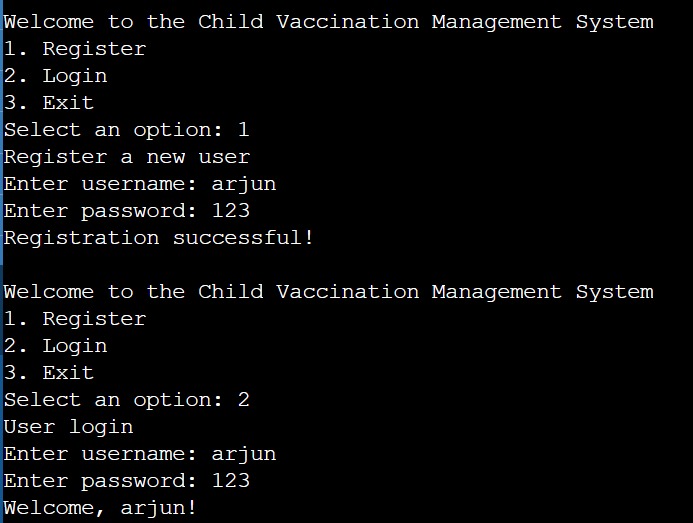 Welcome to the Child Vaccination Management System
1. Register
2. Login
3. Exit
Select an option: 1
Register a new user
Enter username: arjun
Enter password: 123
Registration successful!

Welcome to the Child Vaccination Management System
1. Register
2. Login
3. Exit
Select an option: 2
User login
Enter username: arjun
Enter password: 123
Welcome, arjun!